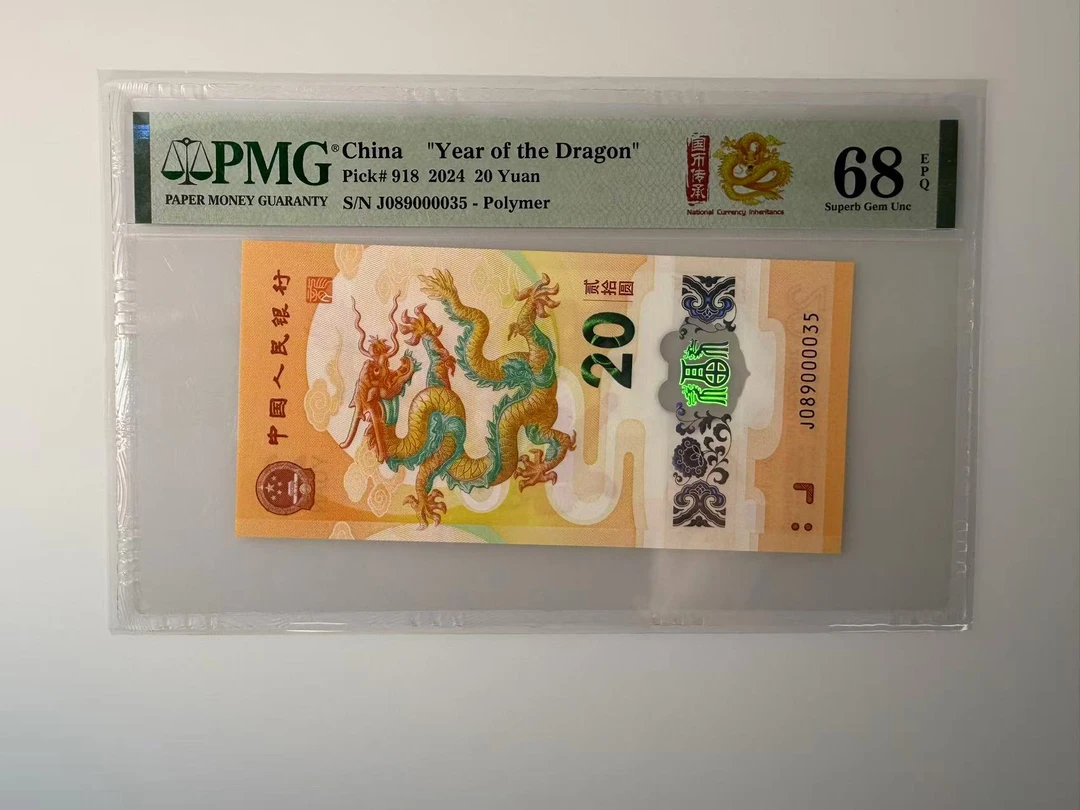 PMG®
PAPER MONEY GUARANTY
China "Year of the Dragon"
Pick# 918 2024 20 Yuan
S/N J089000035 - Polymer
国币传承
National Currency Inheritance
68
Superb Gem Unc
EPQ
中国人民银行
贰拾圆
20
福
J089000035